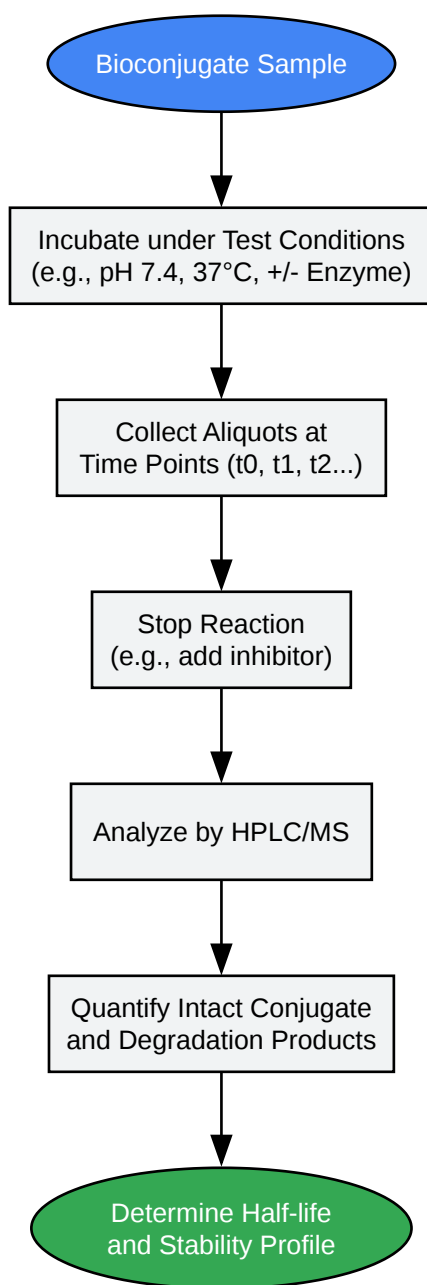 Bioconjugate Sample
Incubate under Test Conditions
(e.g., pH 7.4, 37°C, +/- Enzyme)
Collect Aliquots at
Time Points (t0, t1, t2...)
Stop Reaction
(e.g., add inhibitor)
Analyze by HPLC/MS
Quantify Intact Conjugate
and Degradation Products
Determine Half-life
and Stability Profile